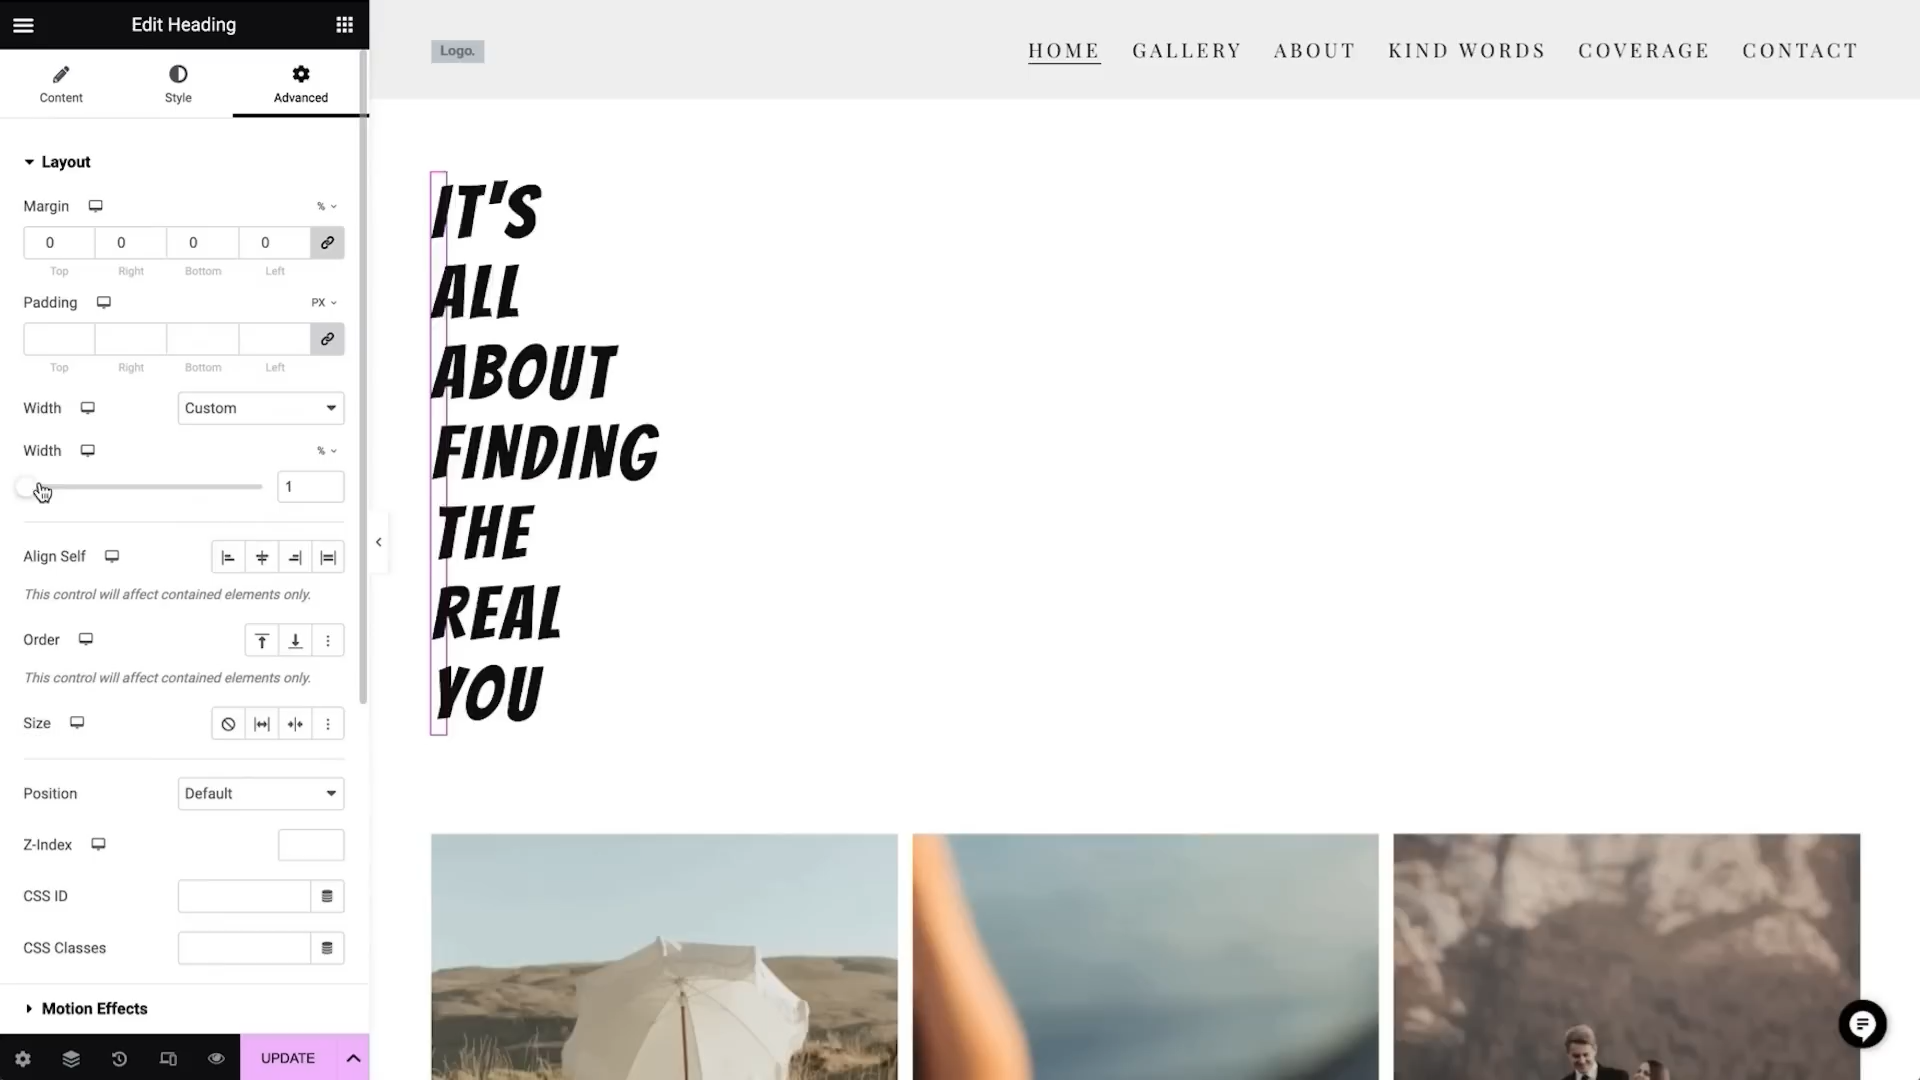 Edit Heading
Content
Style
Advanced
Layout
Margin
%
0
0
0
0
Top
Right
Bottom
Left
Padding
PX
Top
Right
Bottom
Left
Width
Custom
Width
%
1
Align Self
This control will affect contained elements only.
Order
This control will affect contained elements only.
Size
Position
Default
Z-Index
CSS ID
CSS Classes
Motion Effects
UPDATE
Logo.
HOME
GALLERY
ABOUT
KIND WORDS
COVERAGE
CONTACT
IT'S
ALL
ABOUT
FINDING
THE
REAL
YOU